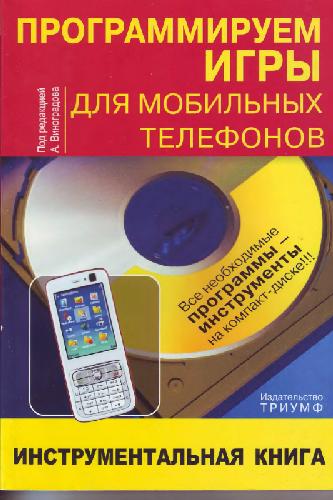 ПРОГРАММИРУЕМ
ИГРЫ
ДЛЯ МОБИЛЬНЫХ
ТЕЛЕФОНОВ
Под редакцией
А. Виноградова
Все необходимые
программы –
инструменты
на компакт-диске!!!
Издательство
ТРИУМФ
ИНСТРУМЕНТАЛЬНАЯ КНИГА